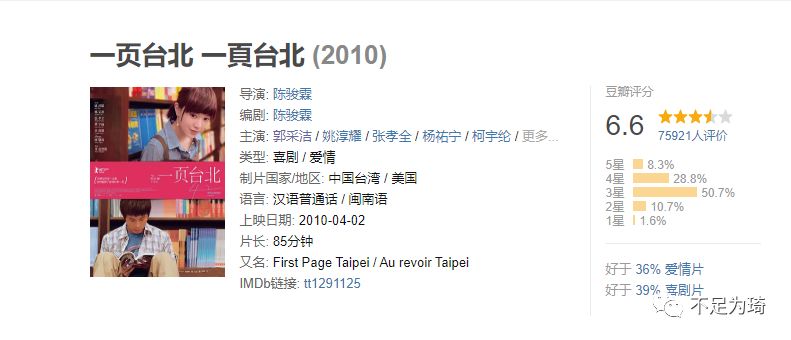 一页台北 一頁台北 (2010)
一页台北
导演: 陈骏霖
编剧: 陈骏霖
主演: 郭采洁 / 姚淳耀 / 张孝全 / 杨祐宁 / 柯宇纶 / 更多...
类型: 喜剧 / 爱情
制片国家/地区: 中国台湾 / 美国
语言: 汉语普通话 / 闽南语
上映日期: 2010-04-02
片长: 85分钟
又名: First Page Taipei / Au revoir Taipei
IMDb链接: tt1291125
豆瓣评分
6.6
75921人评价
5星 8.3%
4星 28.8%
3星 50.7%
2星 10.7%
1星 1.6%
好于 36% 爱情片
好于 39% 喜剧片
不足为琦